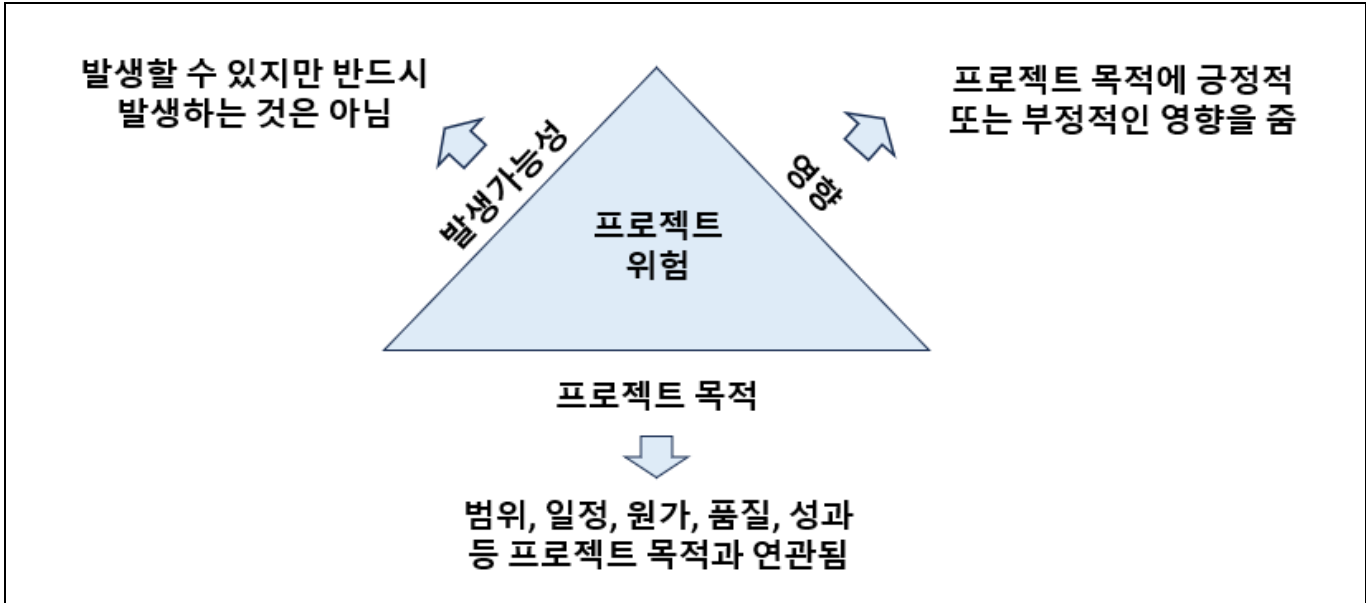 발생할 수 있지만 반드시
발생하는 것은 아님
프로젝트 목적에 긍정적
또는 부정적인 영향을 줌
발생가능성
영향
프로젝트
위험
프로젝트 목적
범위, 일정, 원가, 품질, 성과
등 프로젝트 목적과 연관됨